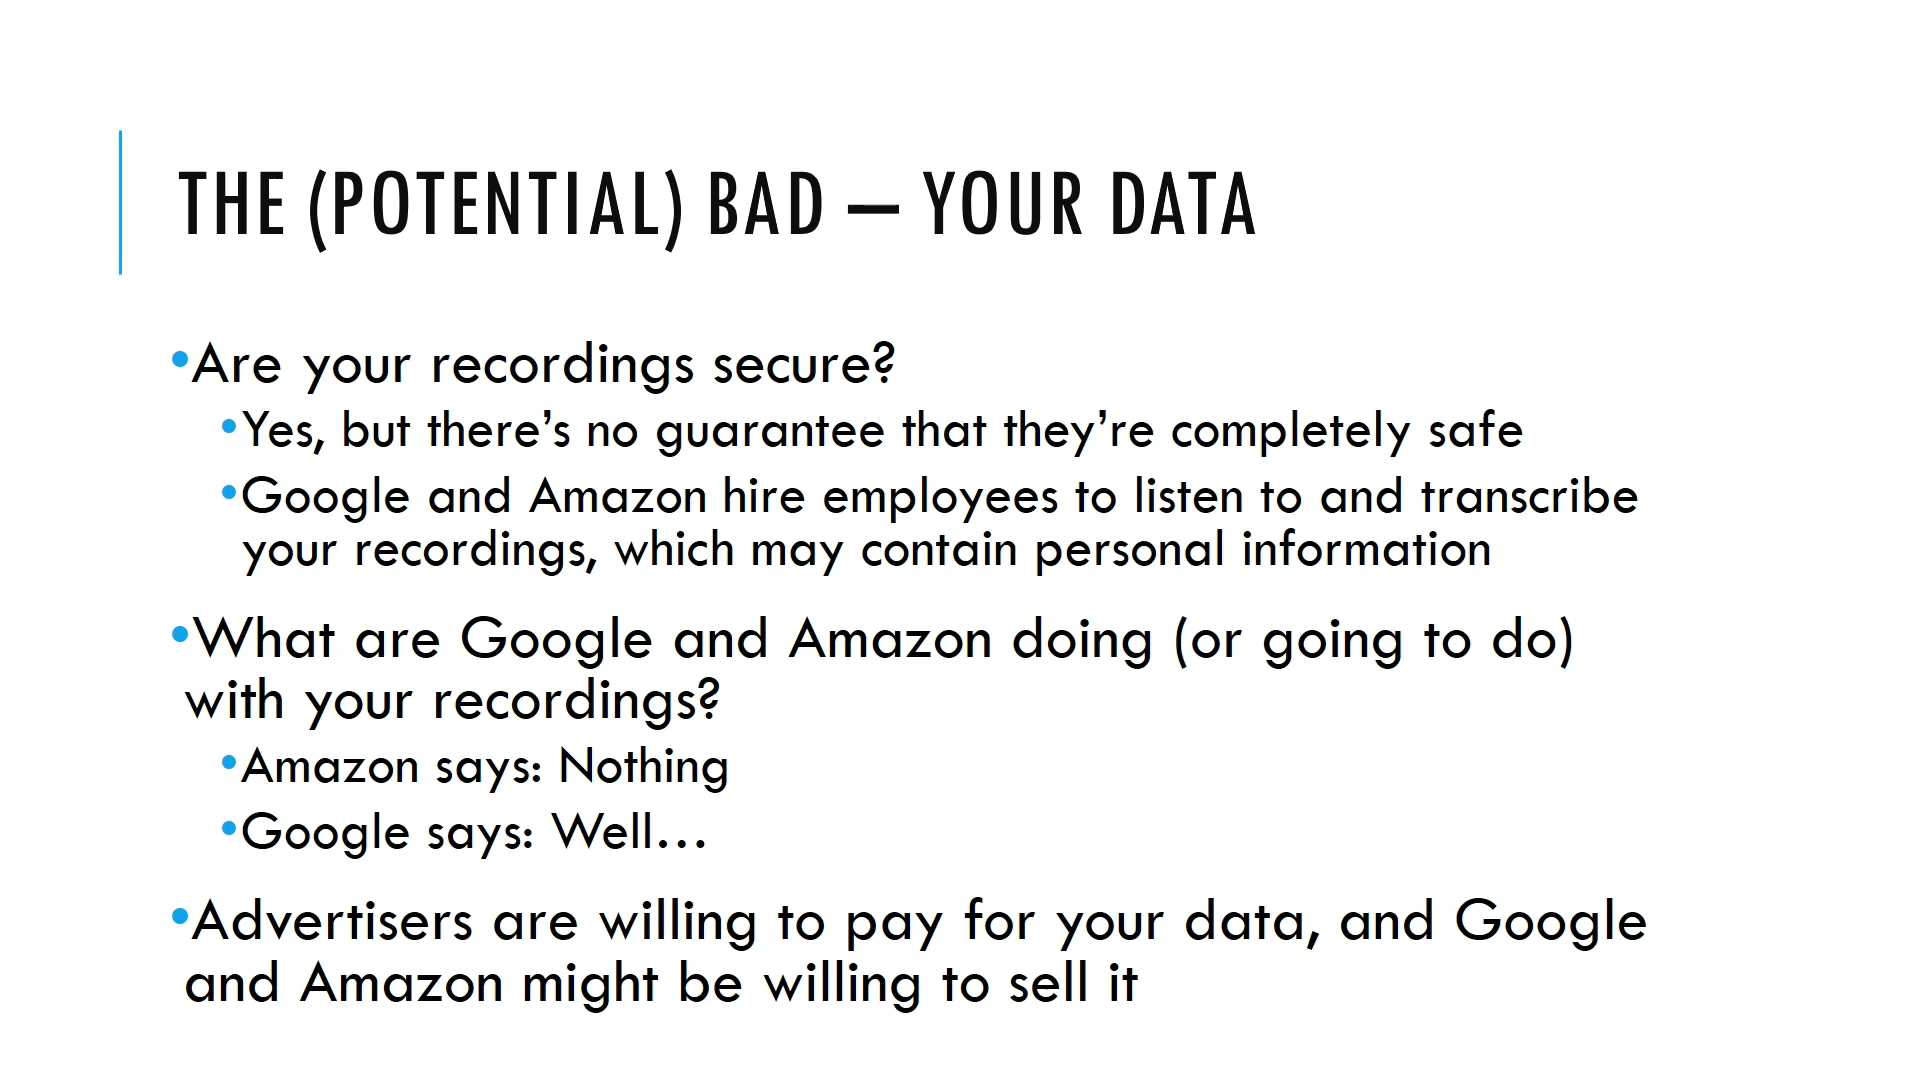 THE (POTENTIAL) BAD — YOUR DATA
•Are your recordings secure?
•Yes, but there’s no guarantee that they’re completely safe
•Google and Amazon hire employees to listen to and transcribe
your recordings, which may contain personal information
•What are Google and Amazon doing (or going to do)
with your recordings?
•Amazon says: Nothing
•Google says: Well…
•Advertisers are willing to pay for your data, and Google
and Amazon might be willing to sell it